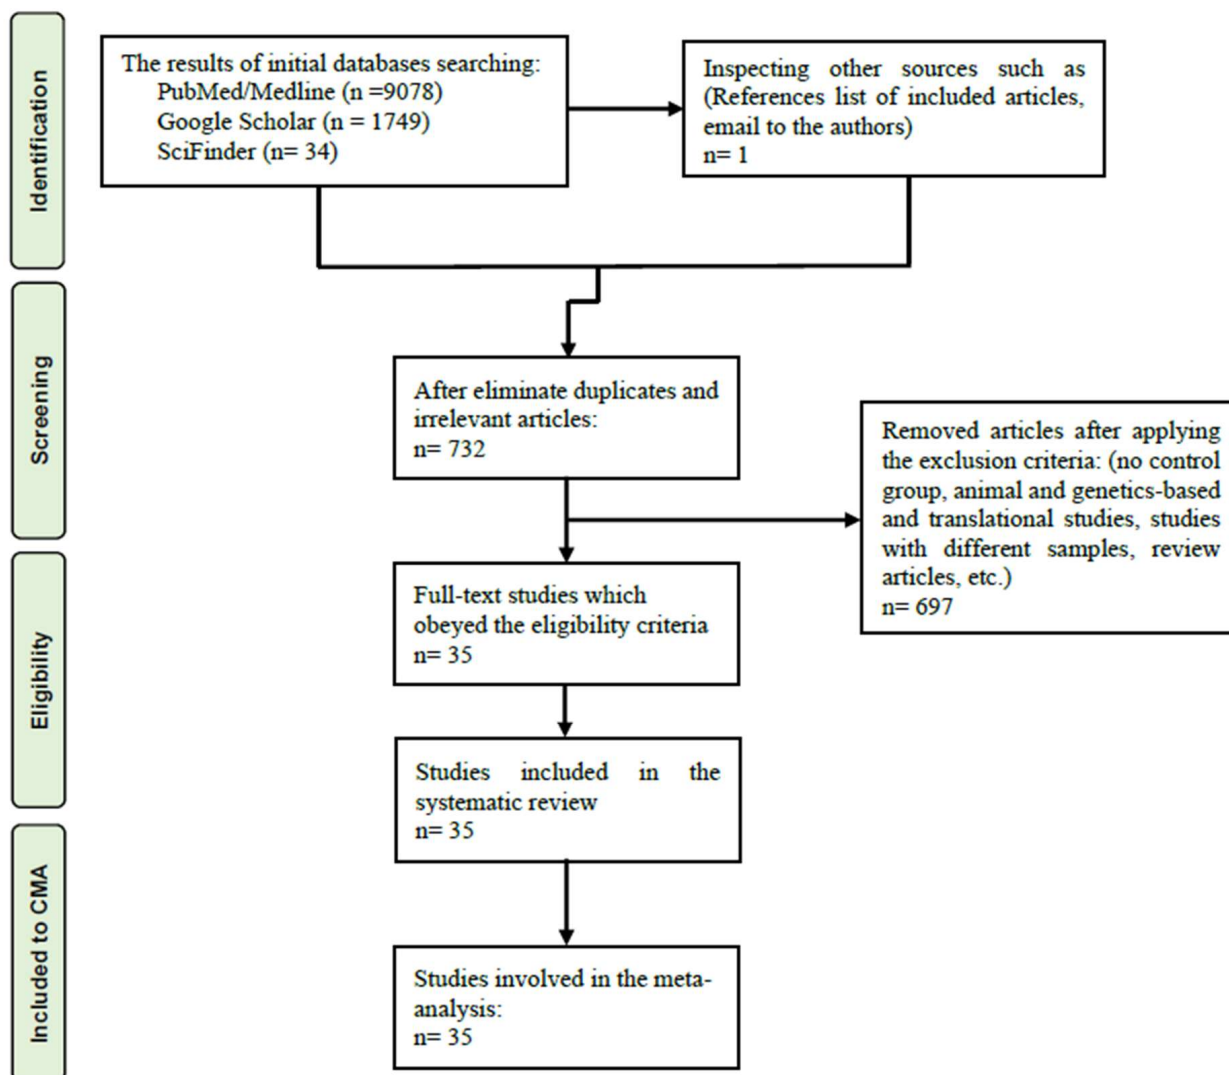 Identification
The results of initial databases searching:
PubMed/Medline (n =9078)
Google Scholar (n = 1749)
SciFinder (n= 34)
Inspecting other sources such as
(References list of included articles,
email to the authors)
n= 1
Screening
After eliminate duplicates and
irrelevant articles:
n= 732
Removed articles after applying
the exclusion criteria: (no control
group, animal and genetics-based
and translational studies, studies
with different samples, review
articles, etc.)
n= 697
Eligibility
Full-text studies which
obeyed the eligibility criteria
n= 35
Studies included in the
systematic review
n= 35
Included to CMA
Studies involved in the meta-
analysis:
n= 35